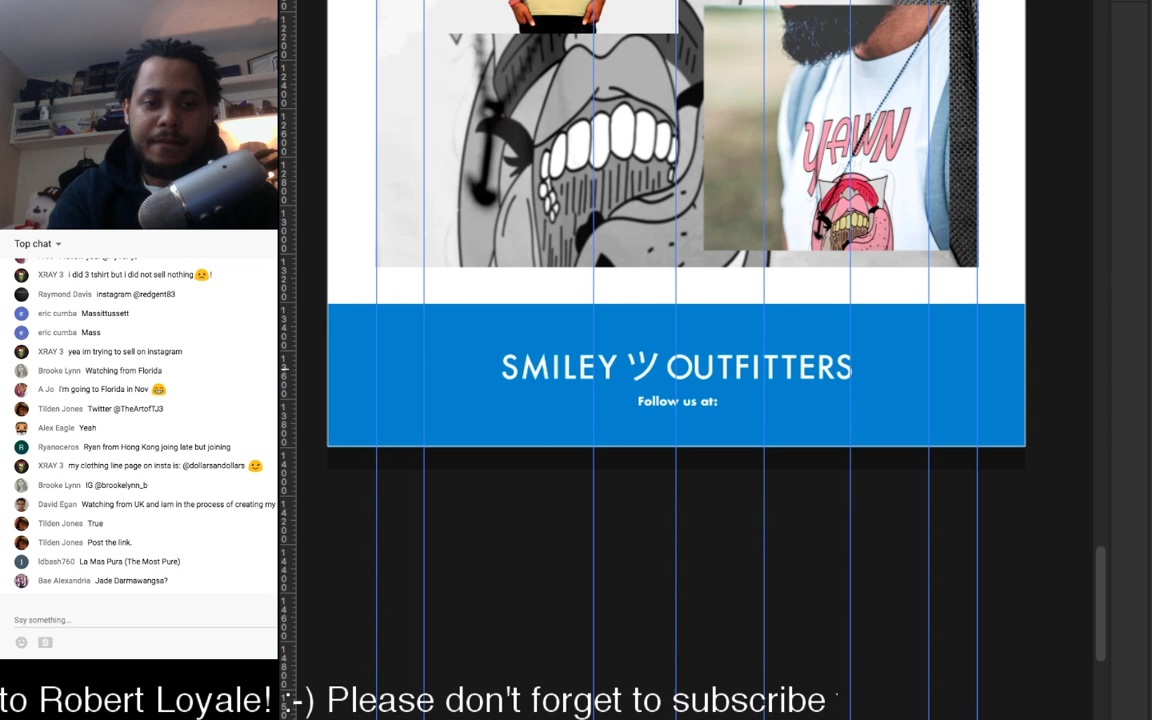 Top chat
XRAY 3 i did 3 tshirt but i did not sell nothing !
Raymond Davis instagram @redgent83
eric cumba Massittussett
eric cumba Mass
XRAY 3 yea im trying to sell on instagram
Brooke Lynn Watching from Florida
A Jo I'm going to Florida in Nov
Tilden Jones Twitter @TheArtofTJ3
Alex Eagle Yeah
Ryanoceros Ryan from Hong Kong joing late but joining
XRAY 3 my clothing line page on insta is: @dollarsandollars
Brooke Lynn IG @brookelynn_b
David Egan Watching from UK and iam in the process of creating my
Tilden Jones True
Tilden Jones Post the link.
Idbash760 La Mas Pura (The Most Pura)
Bae Alexandria Jade Darmawangsa?
Say something...
YAWN
SMILEY ツ OUTFITTERS
Follow us at:
to Robert Loyale! :-) Please don't forget to subscribe